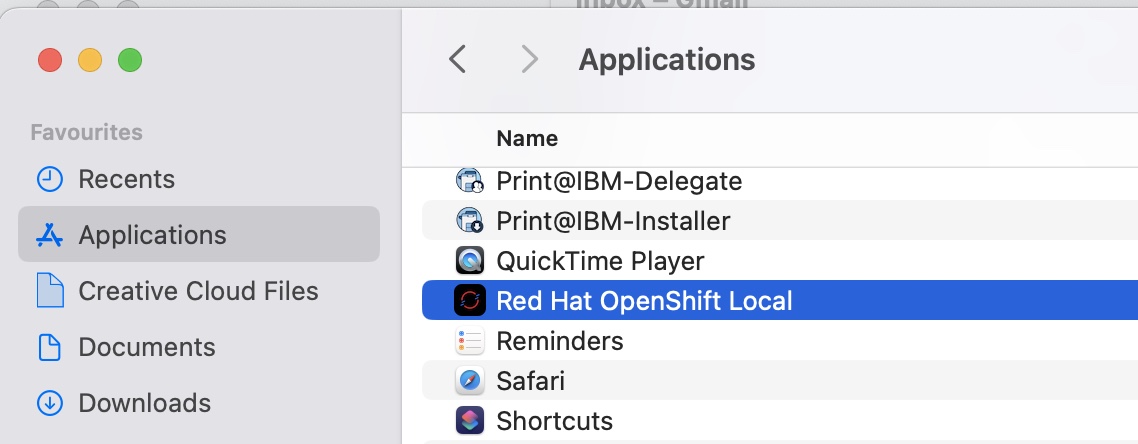 Inbox – Gmail
Applications
Favourites
Recents
Applications
Creative Cloud Files
Documents
Downloads
Name
Print@IBM-Delegate
Print@IBM-Installer
QuickTime Player
Red Hat OpenShift Local
Reminders
Safari
Shortcuts